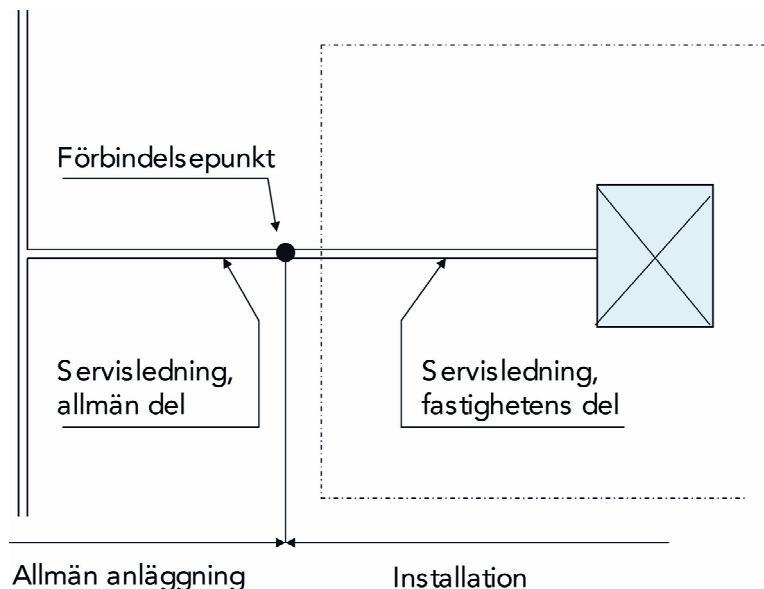 Förbindelsepunkt
Servisledning,
allmän del
Servisledning,
fastighetens del
Allmän anläggning
Installation